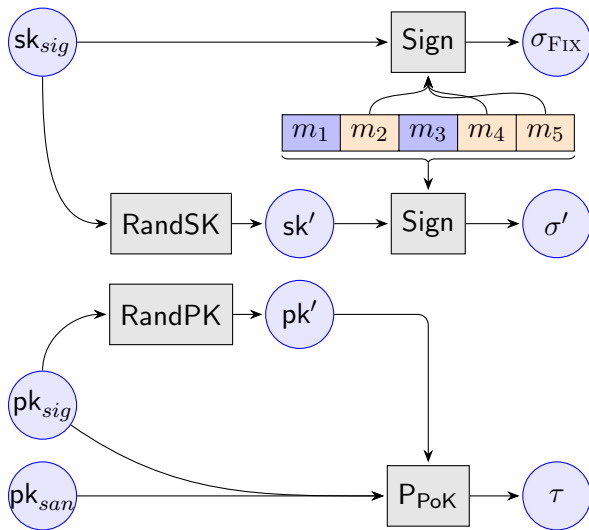 sk_sig Sign σ_FIX
m_1 m_2 m_3 m_4 m_5
RandSK sk′ Sign σ′
RandPK pk′
pk_sig
pk_san P_PoK τ